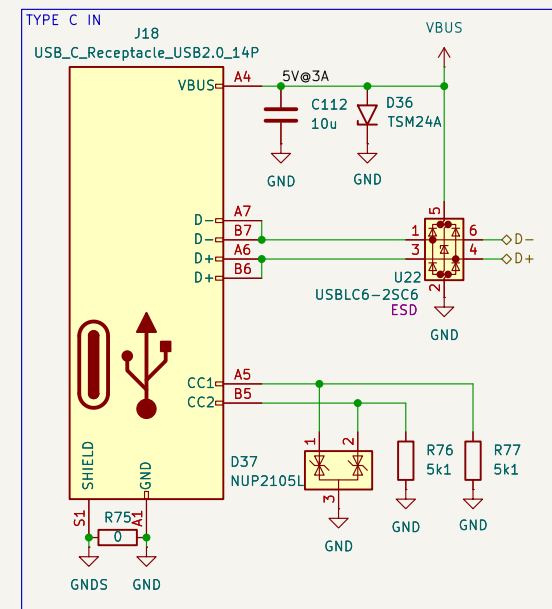 TYPE C IN
J18
USB_C_Receptacle_USB2.0_14P
VBUS
VBUS
A4
5V@3A
C112
10u
D36
TSM24A
GND
GND
D-
A7
D-
B7
D+
A6
D+
B6
5
1
6
3
4
2
D-
D+
U22
USBLC6-2SC6
ESD
GND
CC1
A5
CC2
B5
1
2
D37
NUP2105L
3
GND
R76
5k1
GND
R77
5k1
GND
SHIELD
GND
S1
R75
0
A1
GNDS
GND